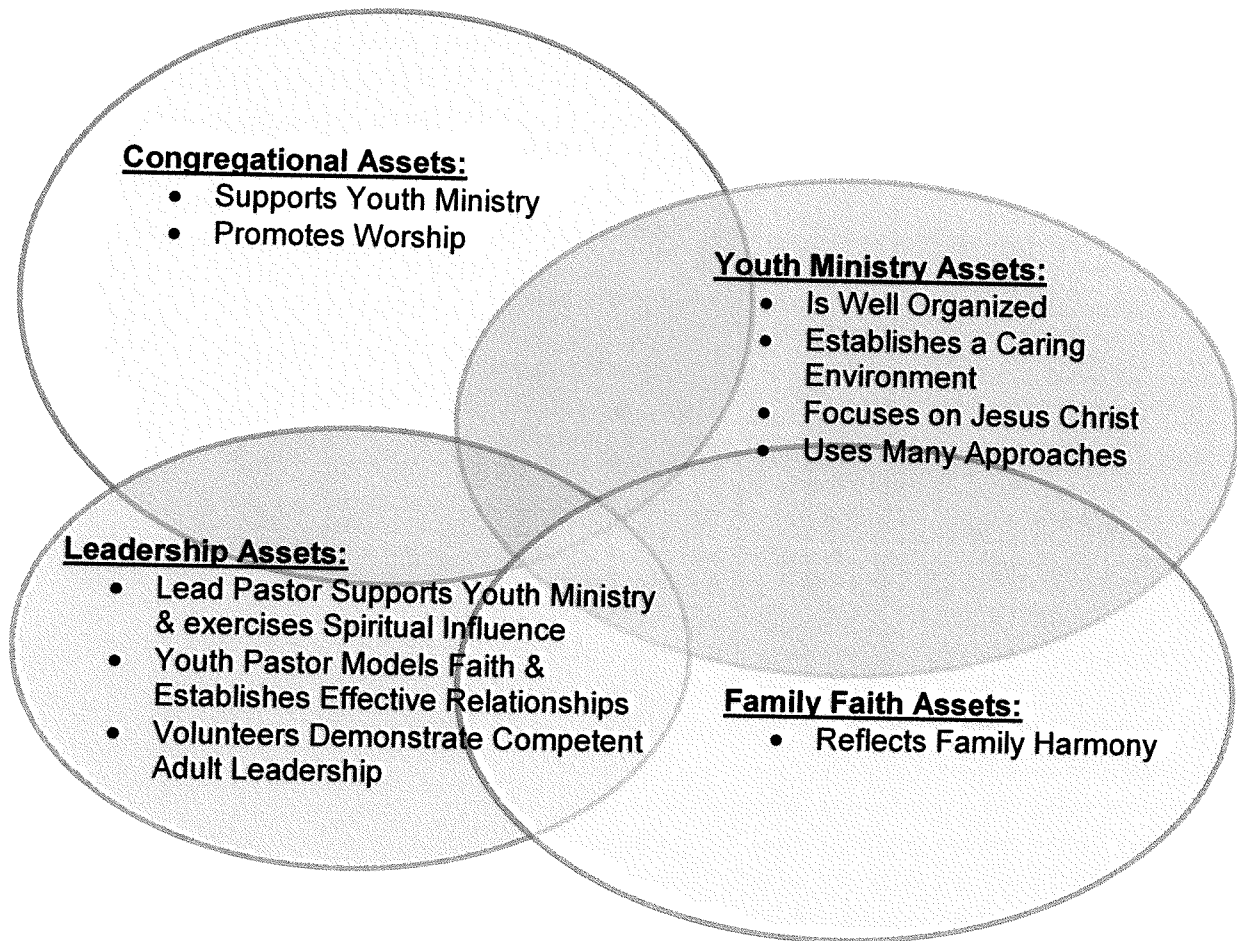 Congregational Assets:
• Supports Youth Ministry
• Promotes Worship
Youth Ministry Assets:
• Is Well Organized
• Establishes a Caring
Environment
• Focuses on Jesus Christ
• Uses Many Approaches
Leadership Assets:
• Lead Pastor Supports Youth Ministry
& exercises Spiritual Influence
• Youth Pastor Models Faith &
Establishes Effective Relationships
• Volunteers Demonstrate Competent
Adult Leadership
Family Faith Assets:
• Reflects Family Harmony